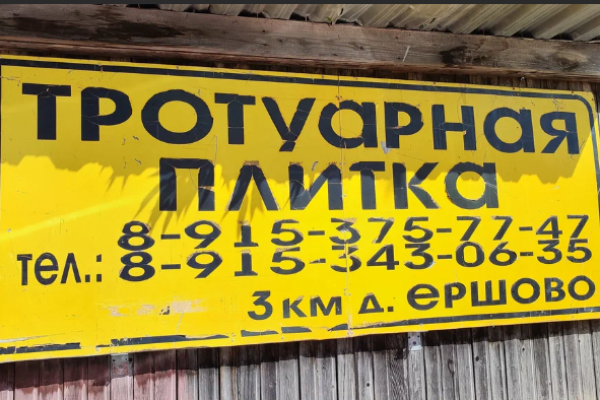 ТРОТУАРНАЯ
ПЛИТКА
8-915-375-77-47
тел.: 8-915-343-06-35
3 км д. ершово